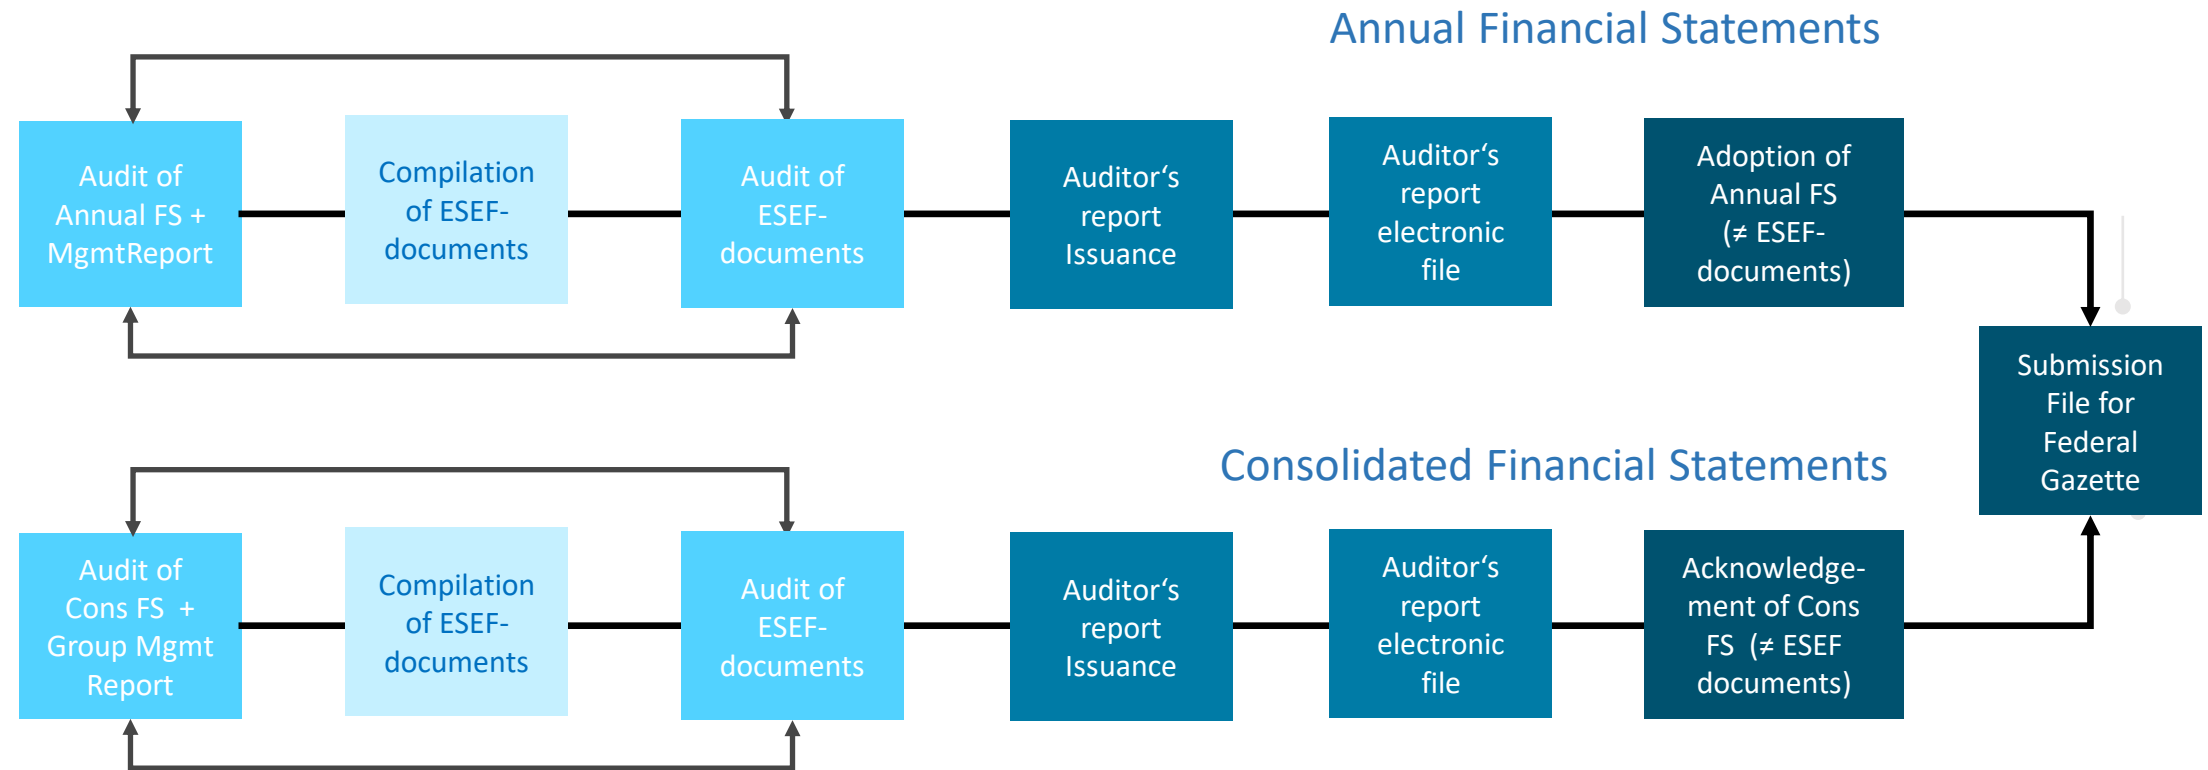 Annual Financial Statements
Audit of
Annual FS +
MgmtReport
Compilation
of ESEF-
documents
Audit of
ESEF-
documents
Auditor‘s
report
Issuance
Auditor‘s
report
electronic
file
Adoption of
Annual FS
(≠ ESEF-
documents)
Submission
File for
Federal
Gazette
Consolidated Financial Statements
Audit of
Cons FS +
Group Mgmt
Report
Compilation
of ESEF-
documents
Audit of
ESEF-
documents
Auditor‘s
report
Issuance
Auditor‘s
report
electronic
file
Acknowledge-
ment of Cons
FS (≠ ESEF
documents)